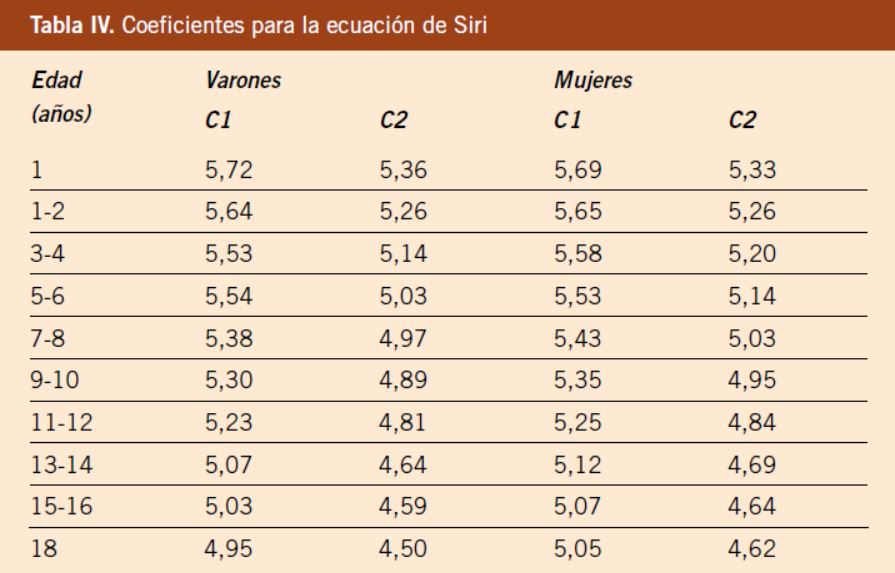 Tabla IV. Coeficientes para la ecuación de Siri
Edad Varones Mujeres
(años) C1 C2 C1 C2
1 5,72 5,36 5,69 5,33
1-2 5,64 5,26 5,65 5,26
3-4 5,53 5,14 5,58 5,20
5-6 5,54 5,03 5,53 5,14
7-8 5,38 4,97 5,43 5,03
9-10 5,30 4,89 5,35 4,95
11-12 5,23 4,81 5,25 4,84
13-14 5,07 4,64 5,12 4,69
15-16 5,03 4,59 5,07 4,64
18 4,95 4,50 5,05 4,62